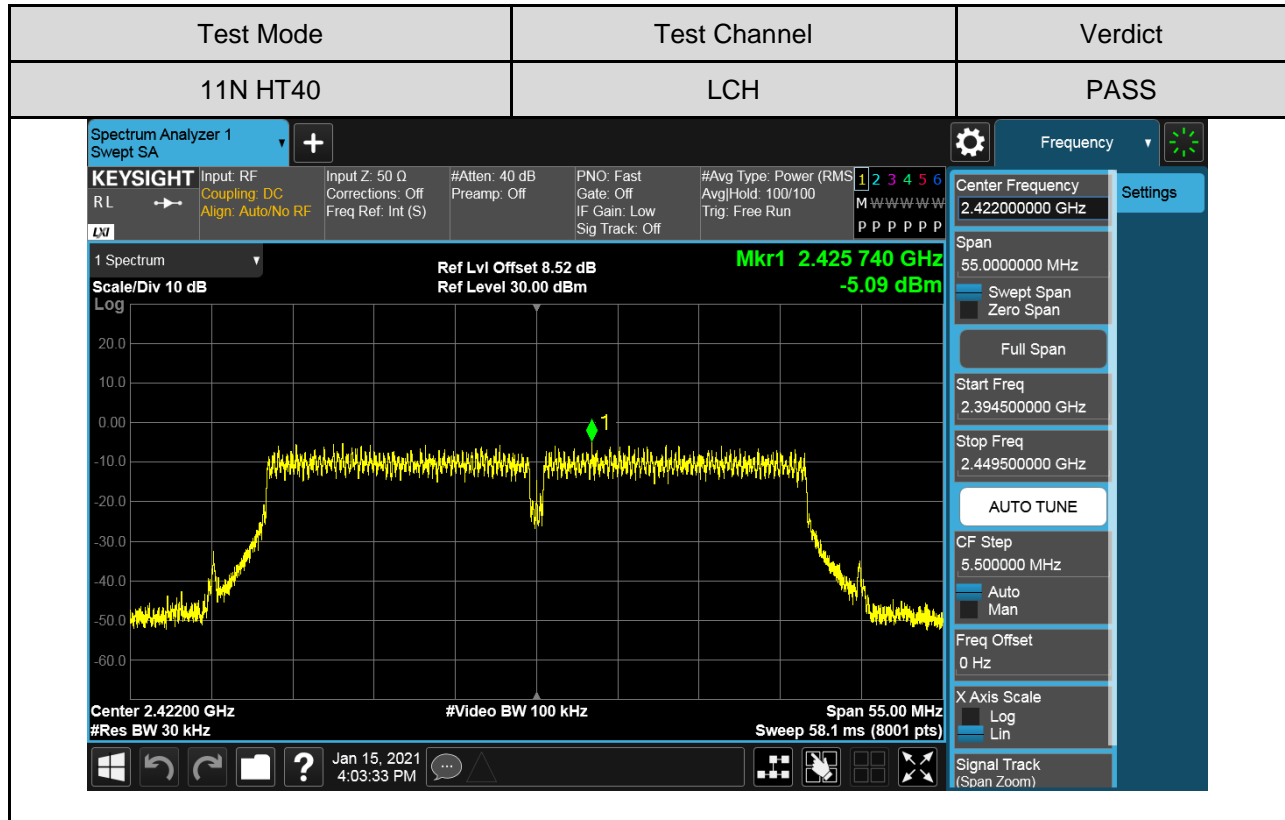 Test Mode Test Channel Verdict
11N HT40 LCH PASS
Spectrum Analyzer 1
Swept SA
+
Frequency
KEYSIGHT
R L
LXI
Input: RF
Coupling: DC
Align: Auto/No RF
Input Z: 50 Ω
Corrections: Off
Freq Ref: Int (S)
#Atten: 40 dB
Preamp: Off
PNO: Fast
Gate: Off
IF Gain: Low
Sig Track: Off
#Avg Type: Power (RMS
Avg|Hold: 100/100
Trig: Free Run
1 2 3 4 5 6
M W W W W W
P P P P P P
1 Spectrum
Scale/Div 10 dB
Log
Ref Lvl Offset 8.52 dB
Ref Level 30.00 dBm
Mkr1 2.425 740 GHz
-5.09 dBm
20.0
10.0
0.00
-10.0
-20.0
-30.0
-40.0
-50.0
-60.0
1
Center 2.42200 GHz
#Res BW 30 kHz
#Video BW 100 kHz
Span 55.00 MHz
Sweep 58.1 ms (8001 pts)
Center Frequency
2.422000000 GHz
Settings
Span
55.0000000 MHz
Swept Span
Zero Span
Full Span
Start Freq
2.394500000 GHz
Stop Freq
2.449500000 GHz
AUTO TUNE
CF Step
5.500000 MHz
Auto
Man
Freq Offset
0 Hz
X Axis Scale
Log
Lin
Signal Track
(Span Zoom)
?
Jan 15, 2021
4:03:33 PM